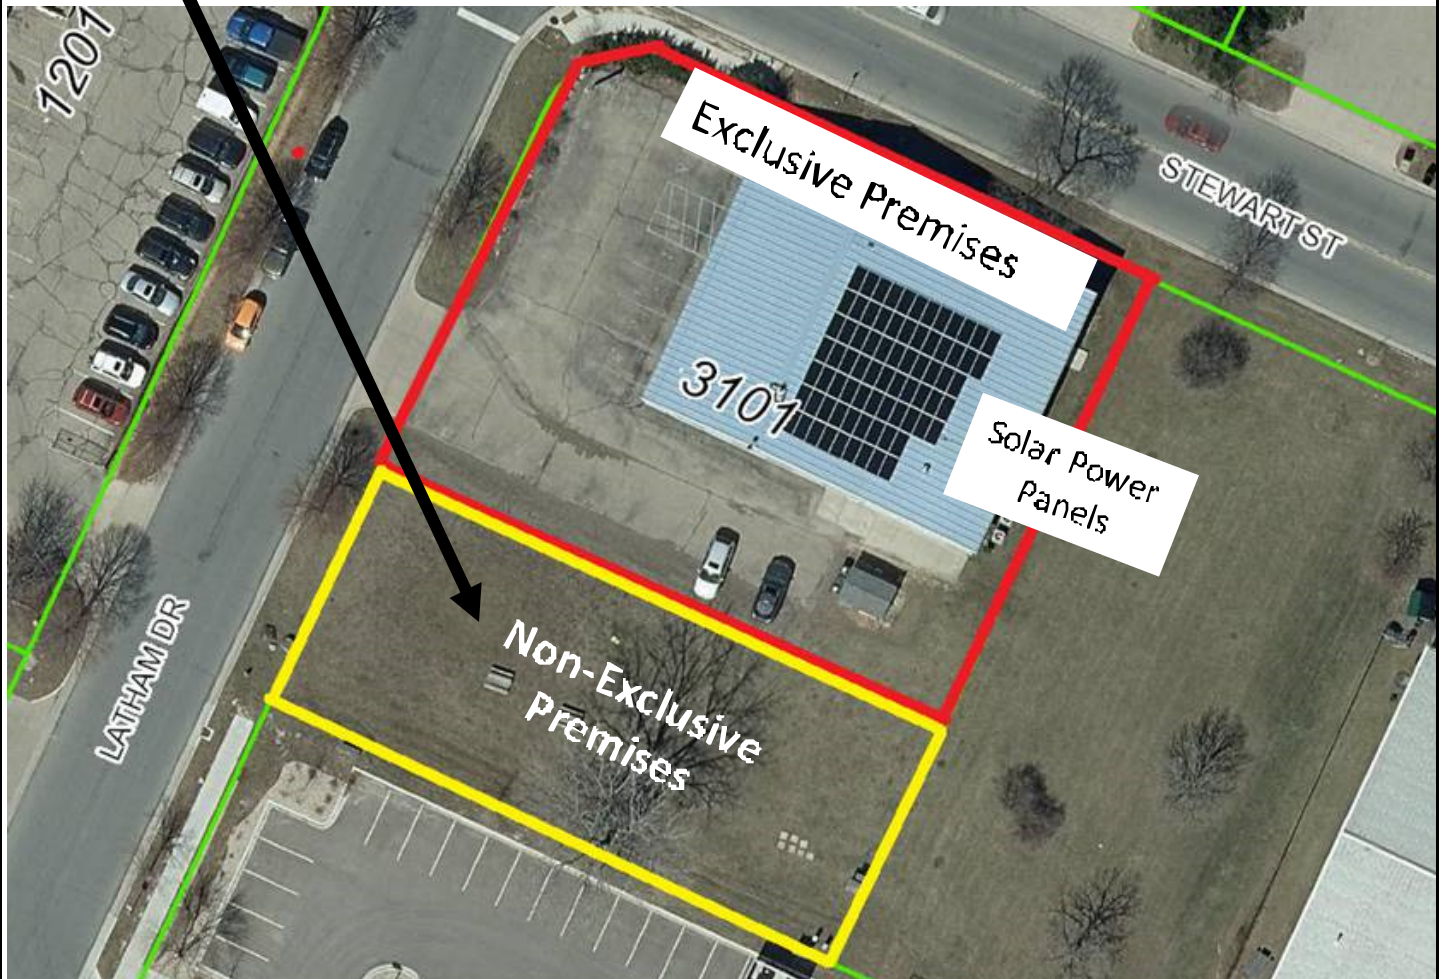 1201
Exclusive Premises
STEWART ST
3101
Solar Power
Panels
Non-Exclusive
Premises
LATHAM DR